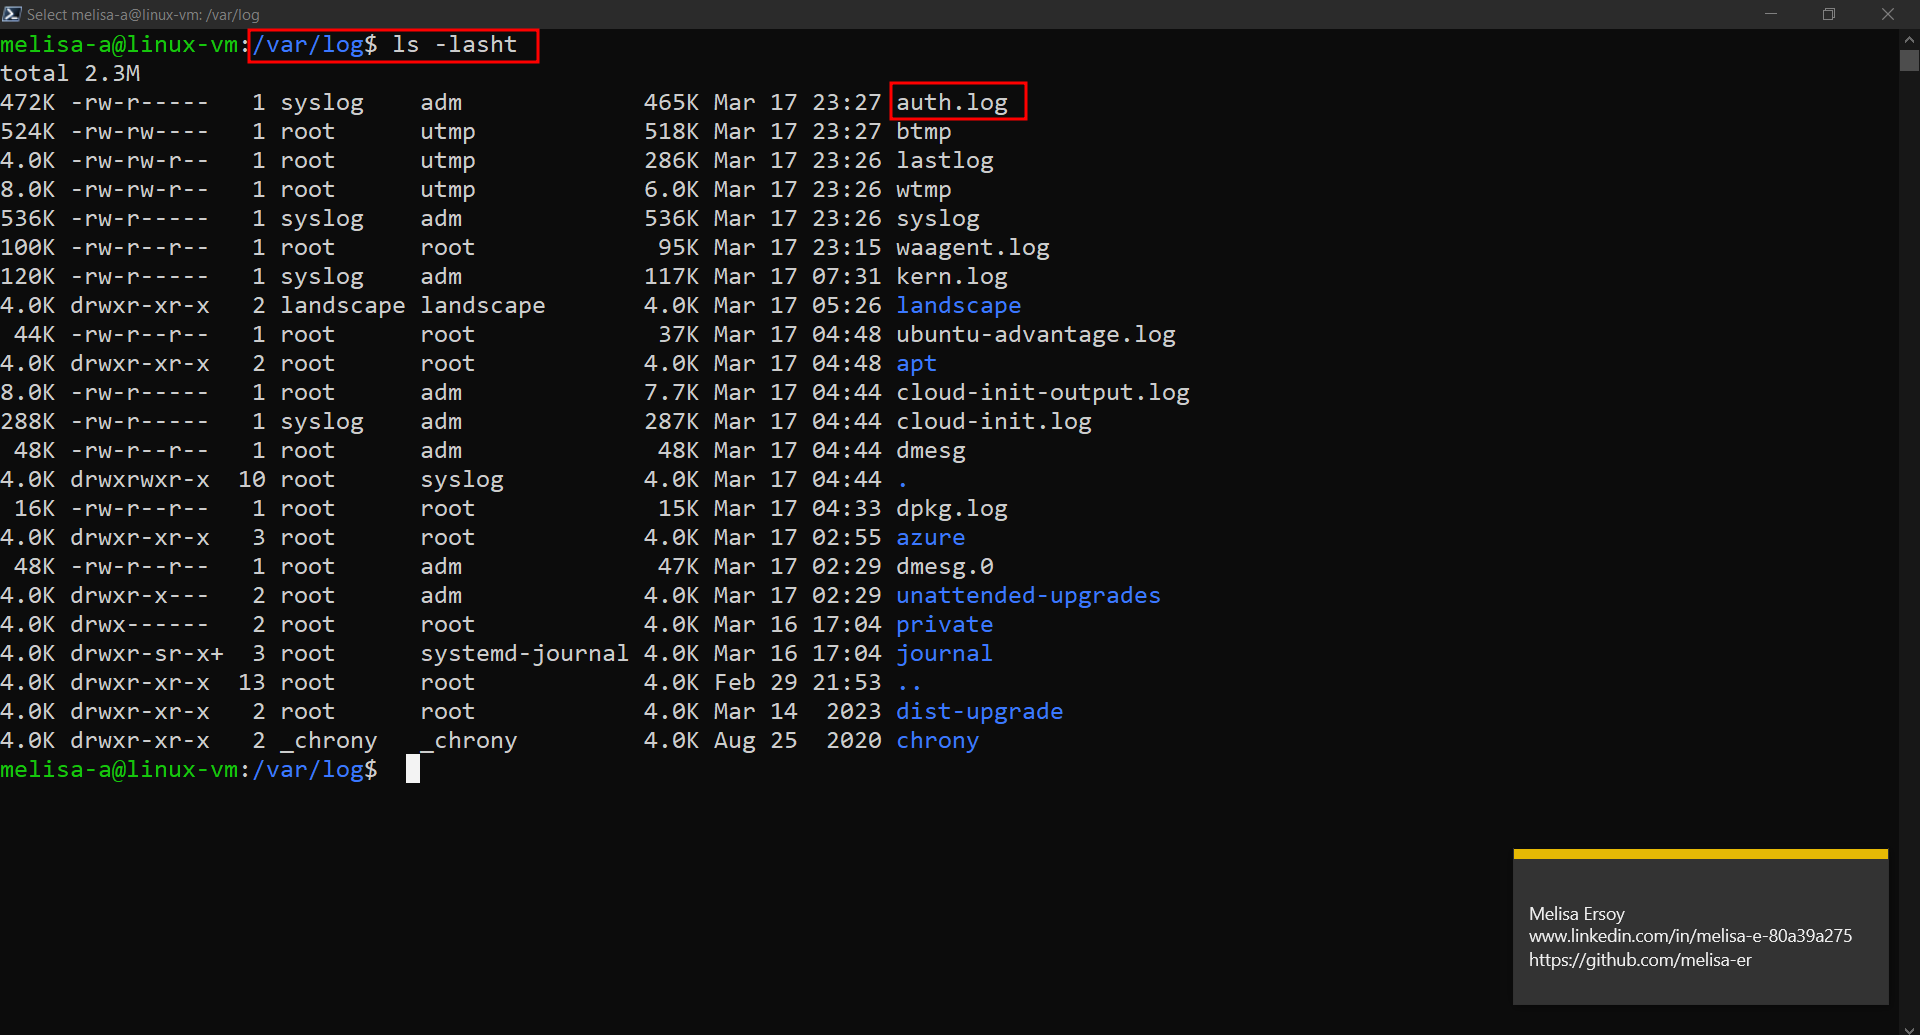 Select melisa-a@linux-vm: /var/log
melisa-a@linux-vm:/var/log$ ls -lasht
total 2.3M
472K -rw-r-----   1 syslog    adm             465K Mar 17 23:27 auth.log
524K -rw-rw----   1 root      utmp            518K Mar 17 23:27 btmp
4.0K -rw-rw-r--   1 root      utmp            286K Mar 17 23:26 lastlog
8.0K -rw-rw-r--   1 root      utmp            6.0K Mar 17 23:26 wtmp
536K -rw-r-----   1 syslog    adm             536K Mar 17 23:26 syslog
100K -rw-r--r--   1 root      root             95K Mar 17 23:15 waagent.log
120K -rw-r-----   1 syslog    adm             117K Mar 17 07:31 kern.log
4.0K drwxr-xr-x   2 landscape landscape       4.0K Mar 17 05:26 landscape
 44K -rw-r--r--   1 root      root             37K Mar 17 04:48 ubuntu-advantage.log
4.0K drwxr-xr-x   2 root      root            4.0K Mar 17 04:48 apt
8.0K -rw-r-----   1 root      adm             7.7K Mar 17 04:44 cloud-init-output.log
288K -rw-r-----   1 syslog    adm             287K Mar 17 04:44 cloud-init.log
 48K -rw-r--r--   1 root      adm              48K Mar 17 04:44 dmesg
4.0K drwxrwxr-x  10 root      syslog          4.0K Mar 17 04:44 .
 16K -rw-r--r--   1 root      root             15K Mar 17 04:33 dpkg.log
4.0K drwxr-xr-x   3 root      root            4.0K Mar 17 02:55 azure
 48K -rw-r--r--   1 root      adm              47K Mar 17 02:29 dmesg.0
4.0K drwxr-x---   2 root      adm             4.0K Mar 17 02:29 unattended-upgrades
4.0K drwx------   2 root      root            4.0K Mar 16 17:04 private
4.0K drwxr-sr-x+  3 root      systemd-journal 4.0K Mar 16 17:04 journal
4.0K drwxr-xr-x  13 root      root            4.0K Feb 29 21:53 ..
4.0K drwxr-xr-x   2 root      root            4.0K Mar 14  2023 dist-upgrade
4.0K drwxr-xr-x   2 _chrony   _chrony         4.0K Aug 25  2020 chrony
melisa-a@linux-vm:/var/log$
Melisa Ersoy
www.linkedin.com/in/melisa-e-80a39a275
https://github.com/melisa-er